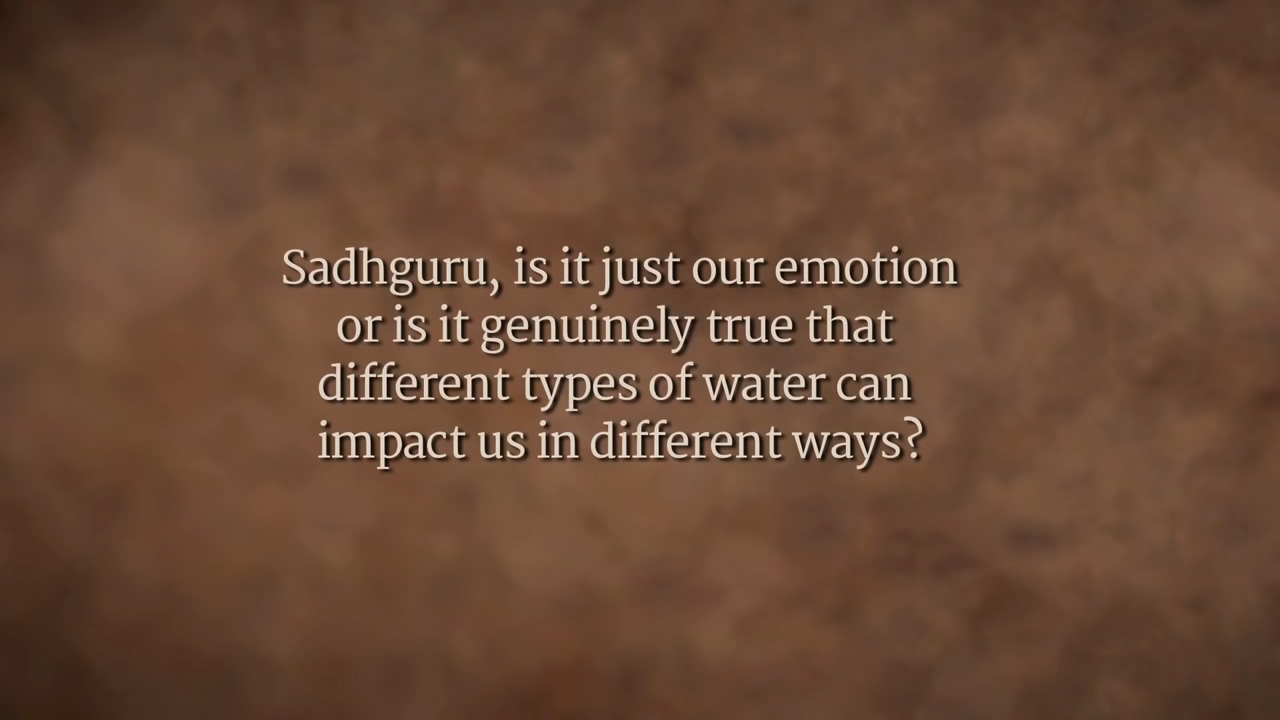 Sadhguru, is it just our emotion
or is it genuinely true that
different types of water can
impact us in different ways?